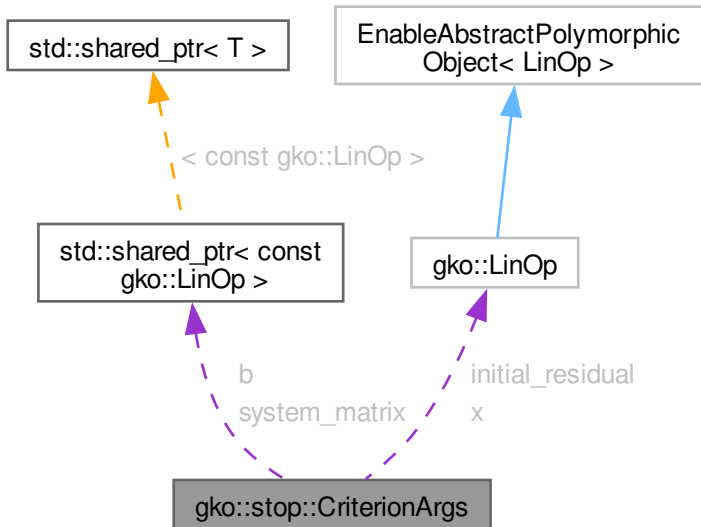 std::shared_ptr< T >
EnableAbstractPolymorphic
Object< LinOp >
< const gko::LinOp >
std::shared_ptr< const
gko::LinOp >
gko::LinOp
b
system_matrix
initial_residual
x
gko::stop::CriterionArgs